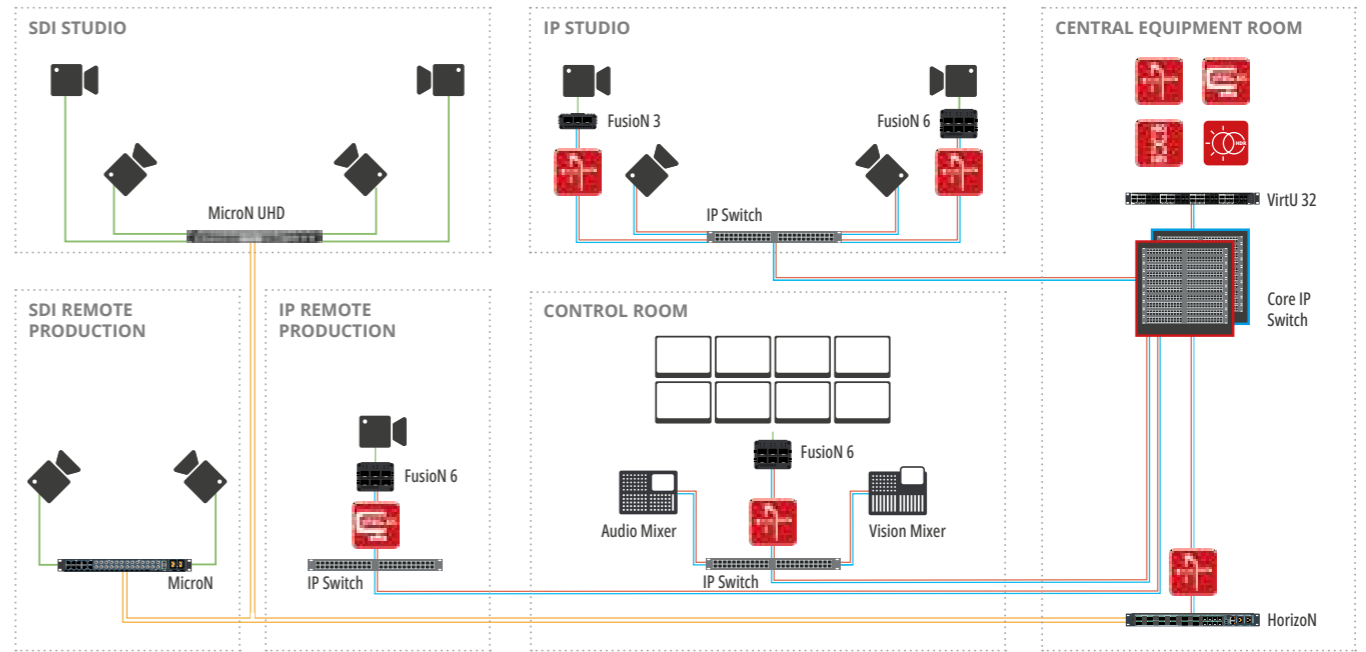 SDI STUDIO
MicroN UHD
IP STUDIO
FusioN 3
FusioN 6
IP Switch
CENTRAL EQUIPMENT ROOM
HDR
VirtU 32
Core IP
Switch
HorizoN
SDI REMOTE
PRODUCTION
MicroN
IP REMOTE
PRODUCTION
FusioN 6
IP Switch
CONTROL ROOM
FusioN 6
Audio Mixer
Vision Mixer
IP Switch